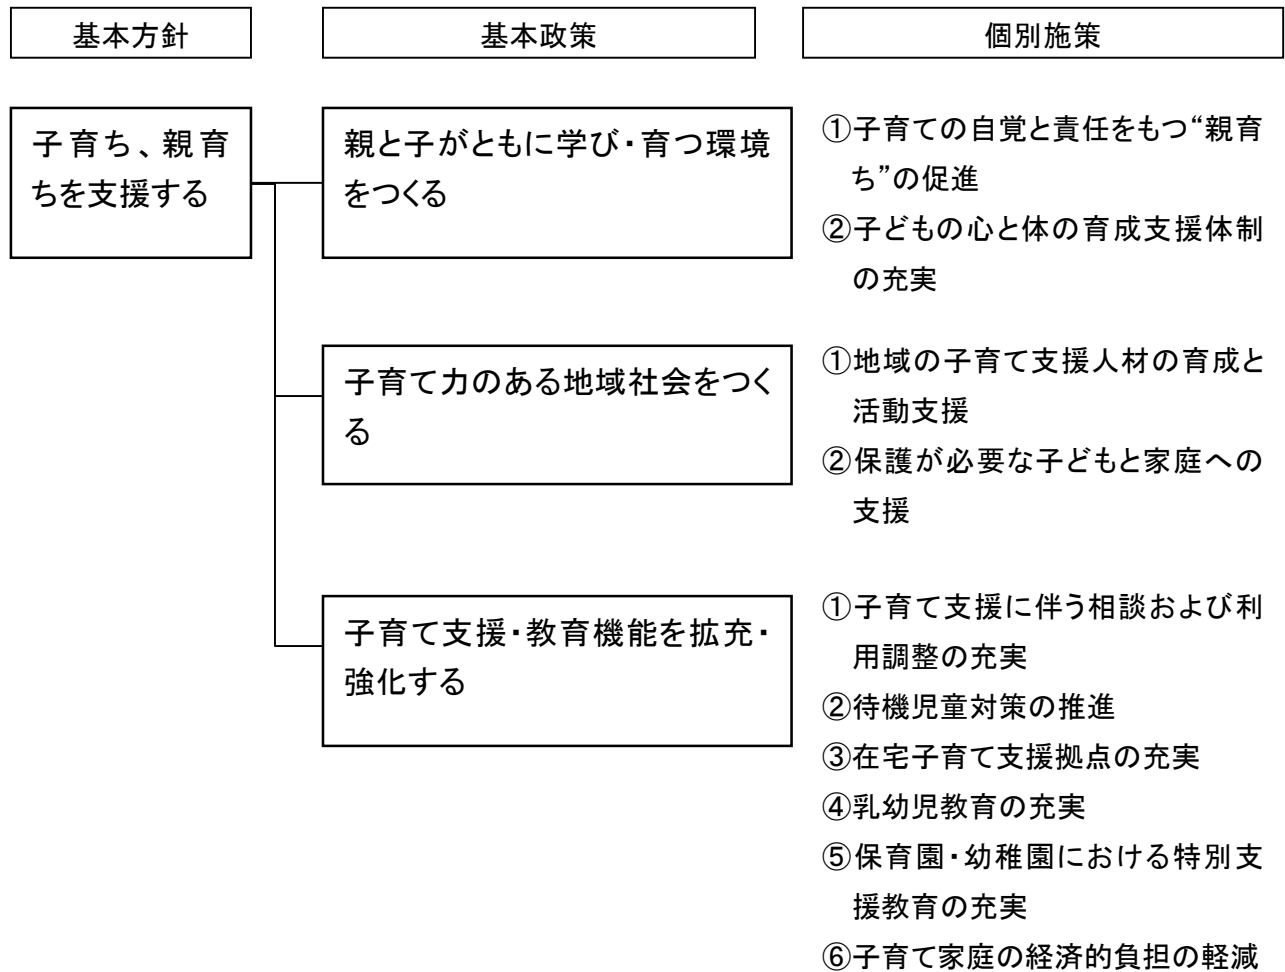 基本方針
基本政策
個別施策
子育ち、親育
ちを支援する
親と子がともに学び・育つ環境
をつくる
①子育ての自覚と責任をもつ“親育
ち”の促進
②子どもの心と体の育成支援体制
の充実
子育て力のある地域社会をつく
る
①地域の子育て支援人材の育成と
活動支援
②保護が必要な子どもと家庭への
支援
子育て支援・教育機能を拡充・
強化する
①子育て支援に伴う相談および利
用調整の充実
②待機児童対策の推進
③在宅子育て支援拠点の充実
④乳幼児教育の充実
⑤保育園・幼稚園における特別支
援教育の充実
⑥子育て家庭の経済的負担の軽減